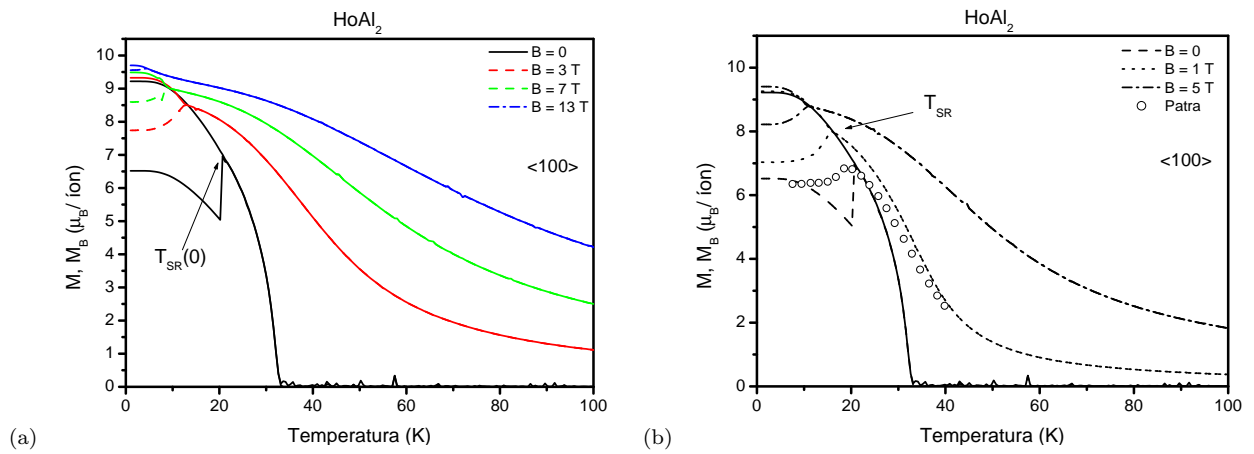 HoAl2
B = 0
B = 3 T
B = 7 T
B = 13 T
<100>
TSR(0)
M, MB (μB/ íon)
0
1
2
3
4
5
6
7
8
9
10
0
20
40
60
80
100
Temperatura (K)
(a)
HoAl2
B = 0
B = 1 T
B = 5 T
Patra
TSR
<100>
M, MB (μB/ íon)
0
2
4
6
8
10
0
20
40
60
80
100
Temperatura (K)
(b)